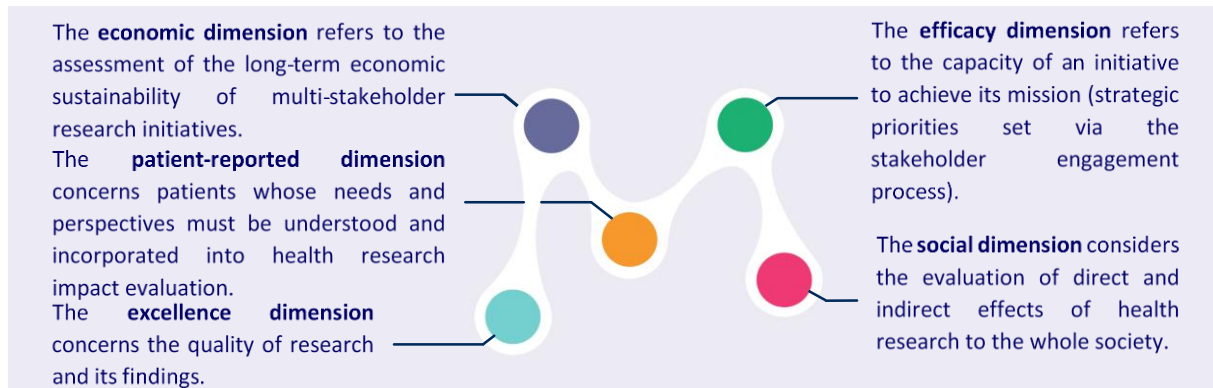 The economic dimension refers to the
assessment of the long-term economic
sustainability of multi-stakeholder
research initiatives.
The patient-reported dimension
concerns patients whose needs and
perspectives must be understood and
incorporated into health research
impact evaluation.
The excellence dimension
concerns the quality of research
and its findings.
The efficacy dimension refers
to the capacity of an initiative
to achieve its mission (strategic
priorities set via the
stakeholder engagement
process).
The social dimension considers
the evaluation of direct and
indirect effects of health
research to the whole society.